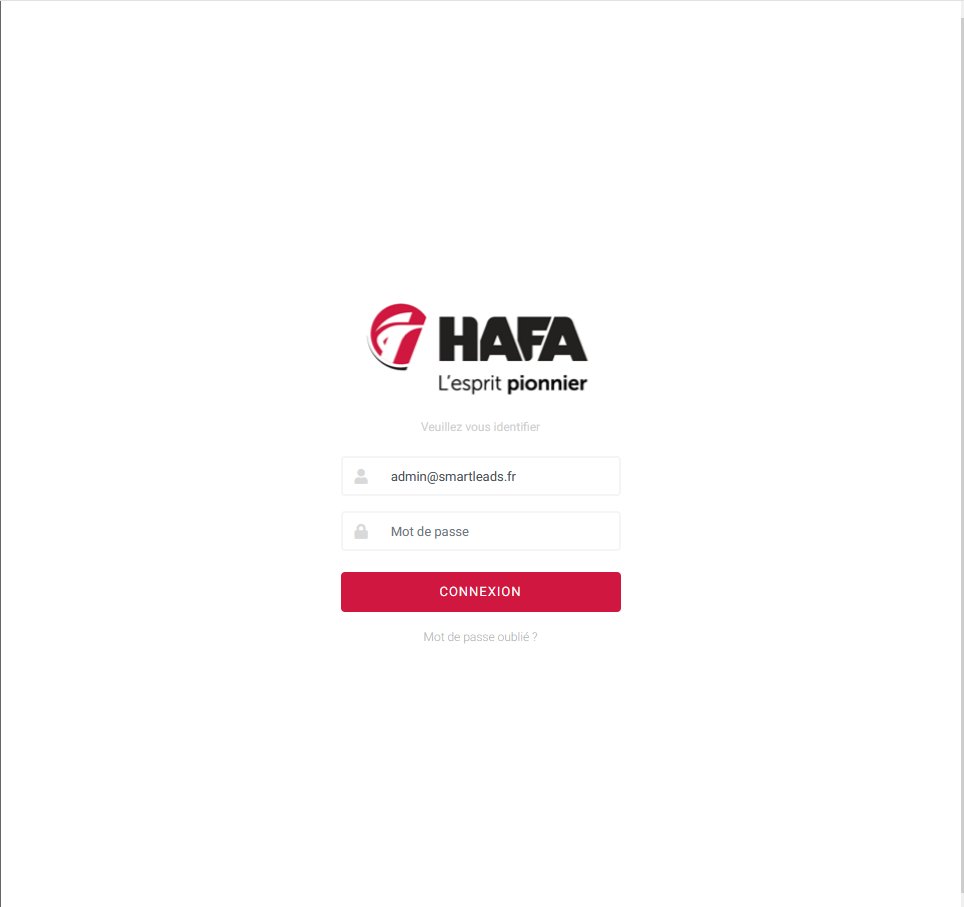 HAFA
L'esprit pionnier
Veuillez vous identifier
admin@smartleads.fr
Mot de passe
CONNEXION
Mot de passe oublié ?